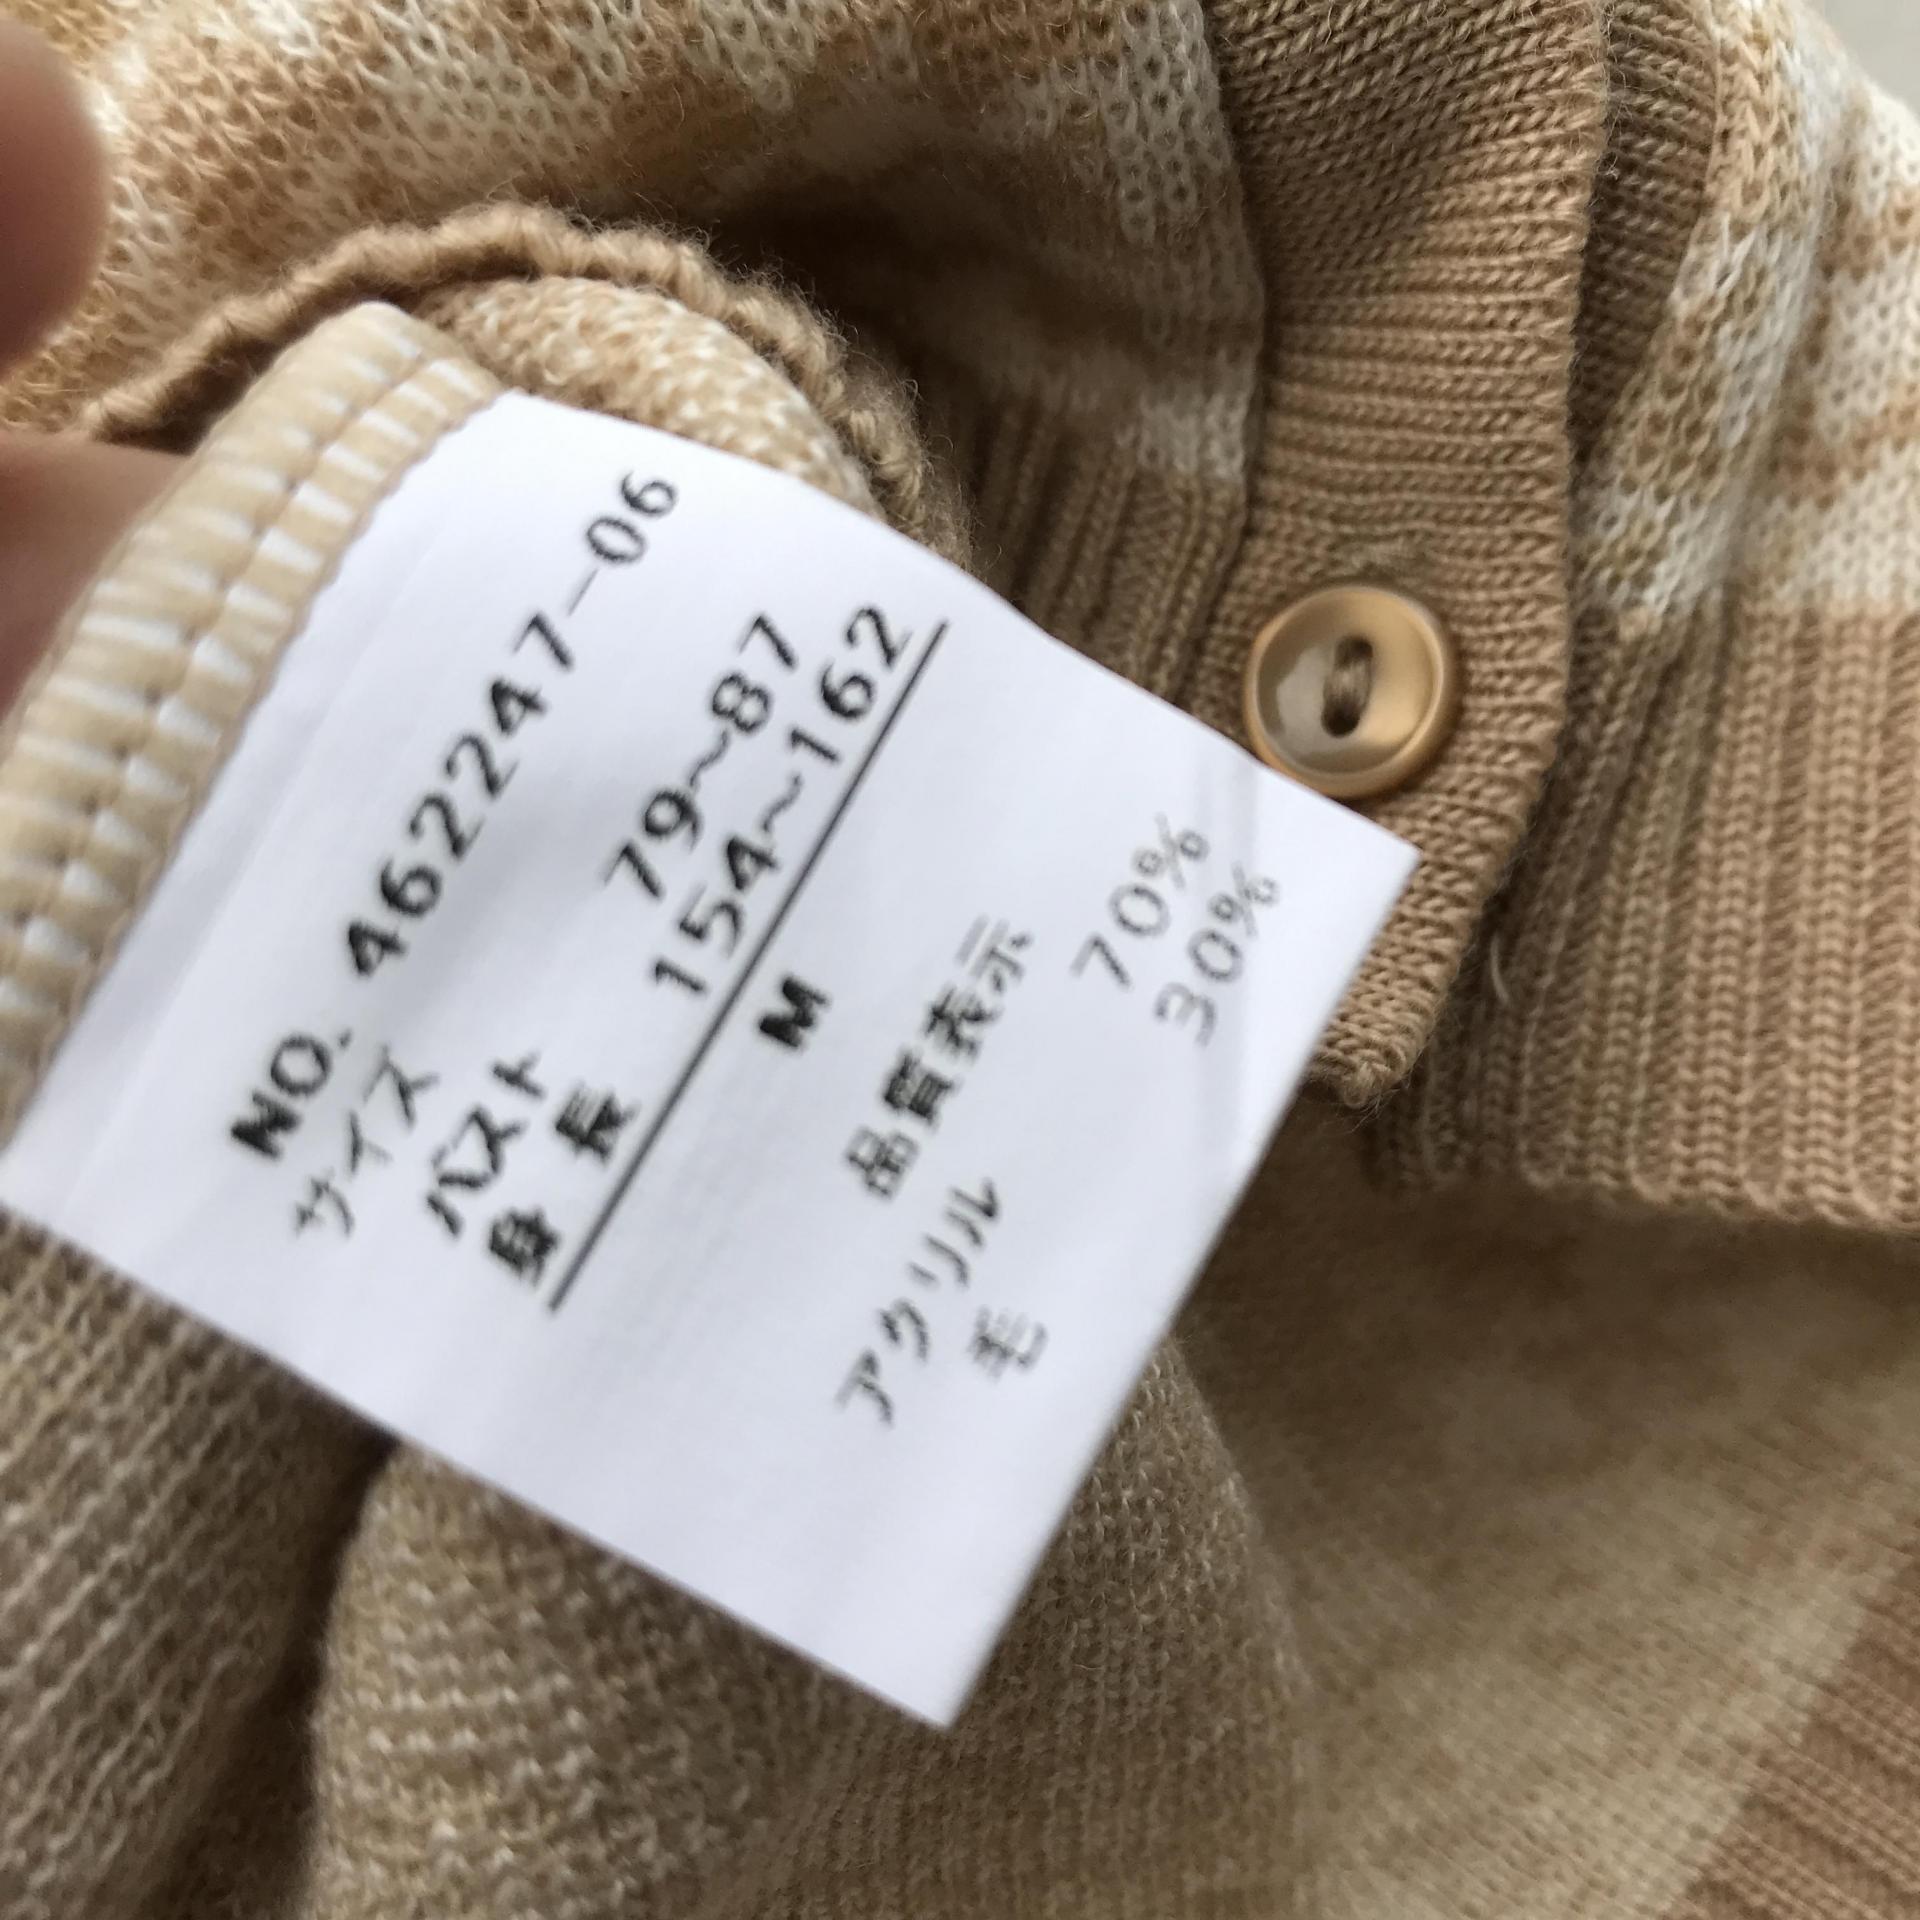 NO. 462247-06
サイズ
バスト 79~87
身長 154~162
M
品質表示
アクリル 70%
毛 30%